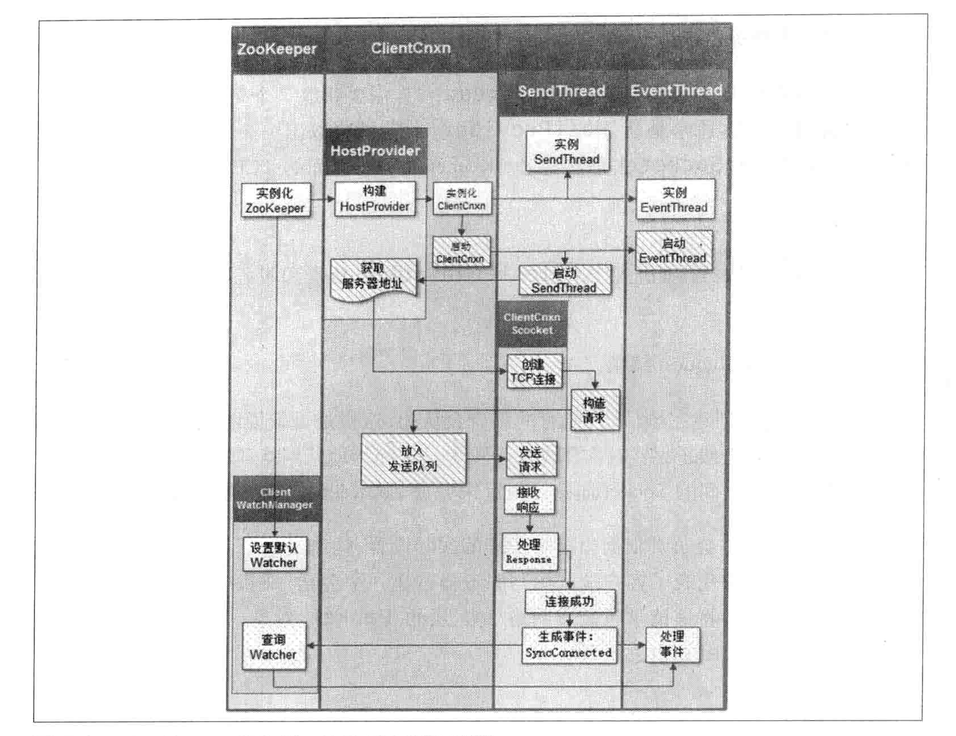 ZooKeeper
ClientCnxn
SendThread
EventThread
HostProvider
实例
SendThread
实例化
ZooKeeper
构建
HostProvider
实例化
ClientCnxn
实例
EventThread
启动
ClientCnxn
启动
EventThread
获取
服务器地址
启动
SendThread
ClientCnxn
Scocket
创建
TCP连接
构造
请求
放入
发送队列
发送
请求
Client
WatchManager
接收
响应
设置默认
Watcher
处理
Response
连接成功
查询
Watcher
生成事件：
SyncConnected
处理
事件